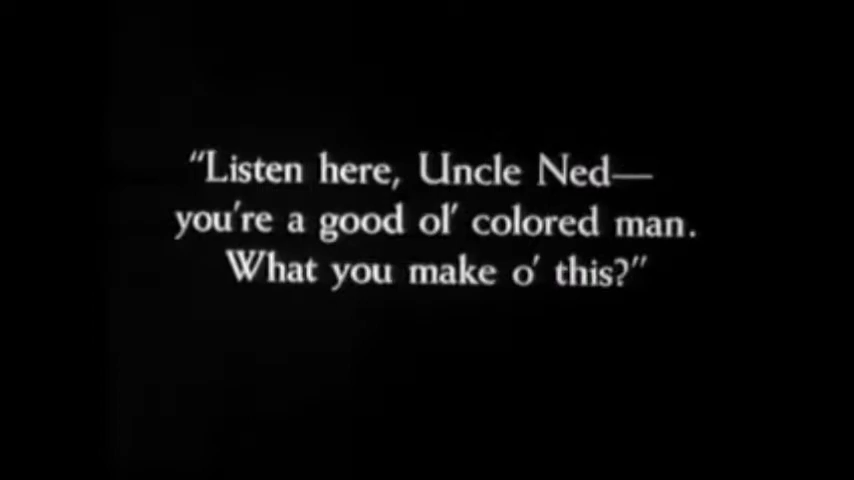 “Listen here, Uncle Ned—
you're a good ol' colored man.
What you make o' this?”